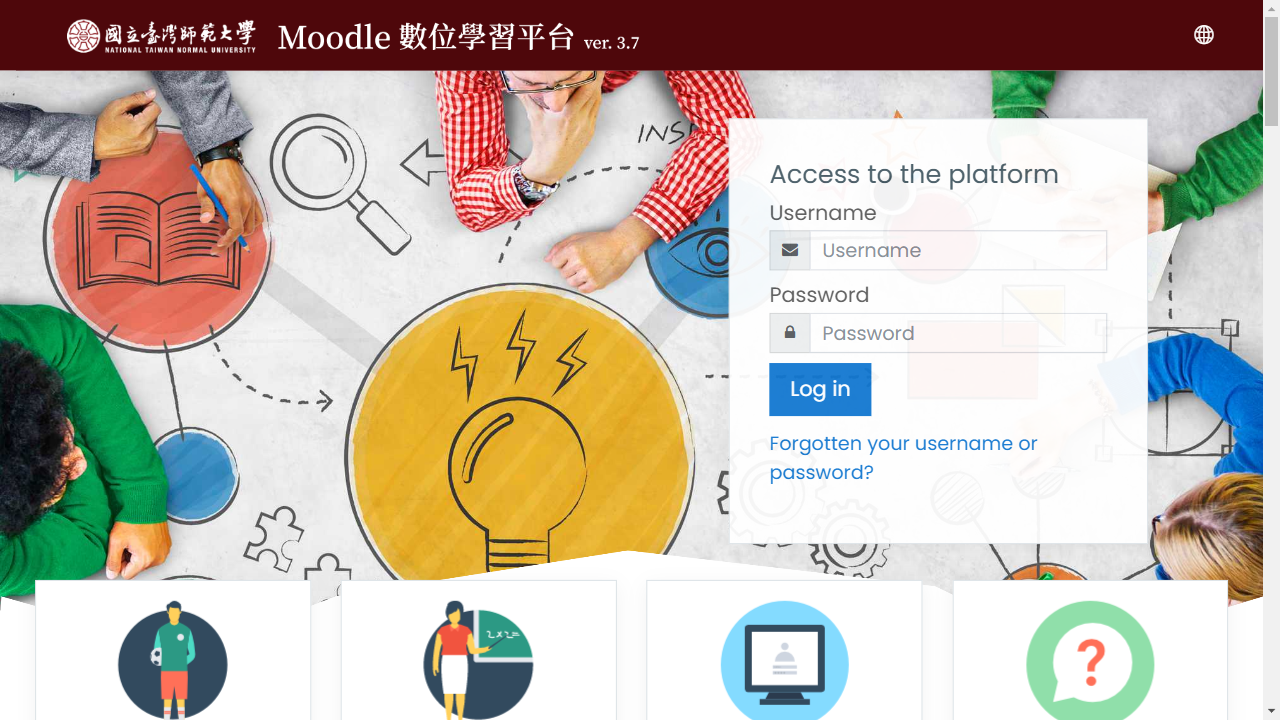 國立臺灣師範大學
NATIONAL TAIWAN NORMAL UNIVERSITY
Moodle 數位學習平台 ver. 3.7
Access to the platform
Username
Username
Password
Password
Log in
Forgotten your username or
password?
2x2=
?